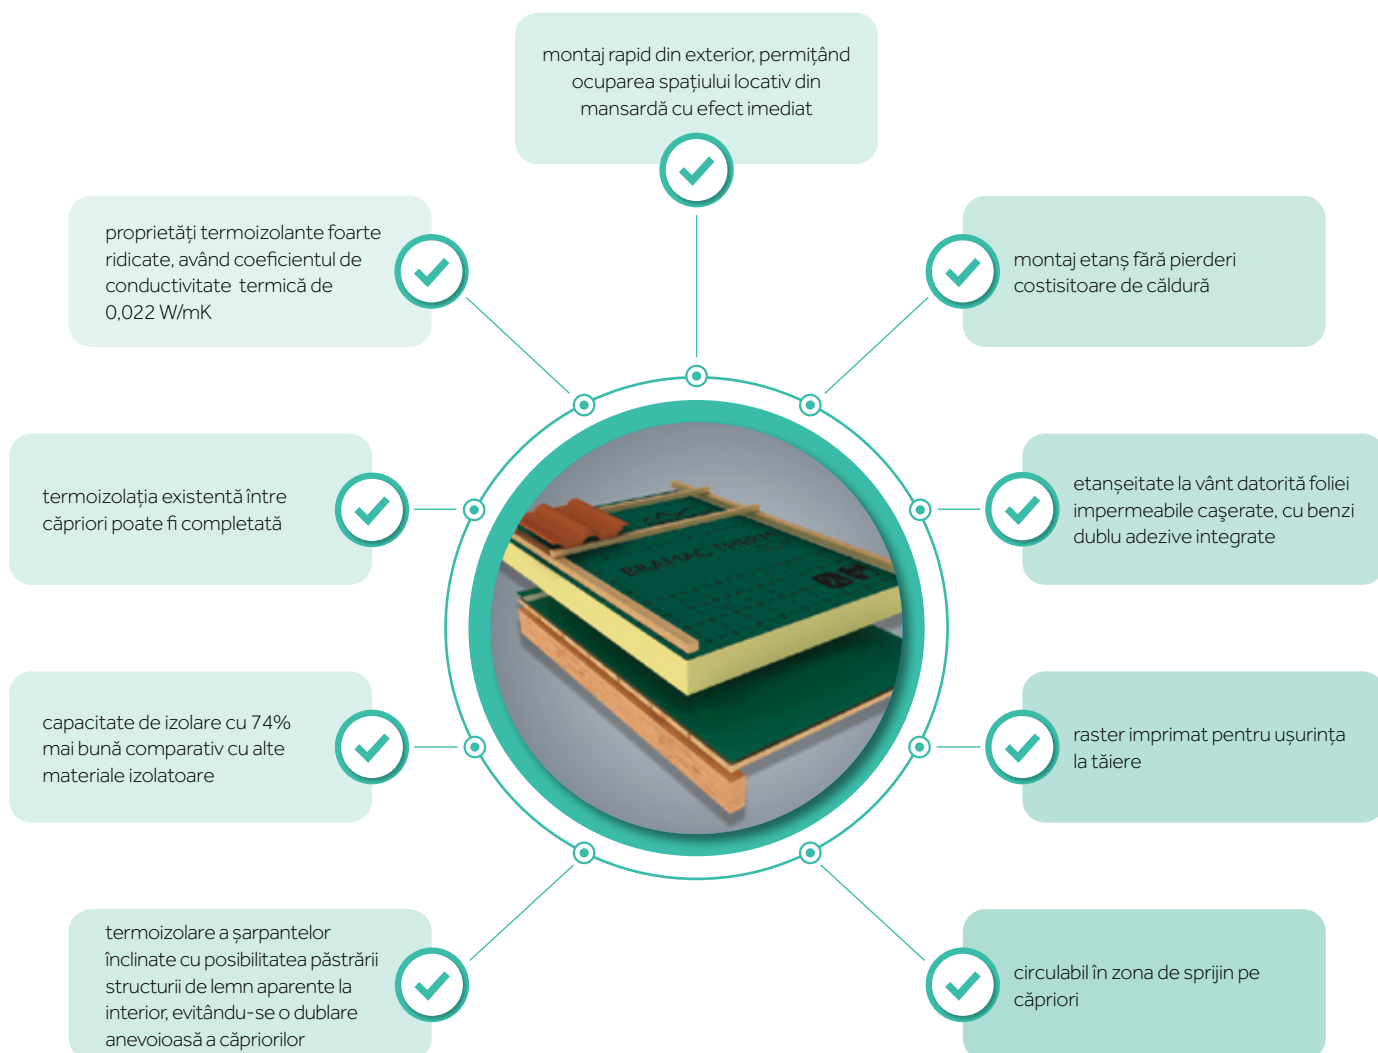 montaj rapid din exterior, permițând
ocuparea spațiului locativ din
mansardă cu efect imediat
proprietăți termoizolante foarte
ridicate, având coeficientul de
conductivitate termică de
0,022 W/mK
montaj etanș fără pierderi
costisitoare de căldură
termoizolația existentă între
căpriori poate fi completată
etanșeitate la vânt datorită foliei
impermeabile cașerate, cu benzi
dublu adezive integrate
BRAMAC THERM
TOP
capacitate de izolare cu 74%
mai bună comparativ cu alte
materiale izolatoare
raster imprimat pentru ușurința
la tăiere
termoizolare a șarpantelor
înclinate cu posibilitatea păstrării
structurii de lemn aparente la
interior, evitându-se o dublare
anevoioasă a căpriorilor
circulabil în zona de sprijin pe
căpriori